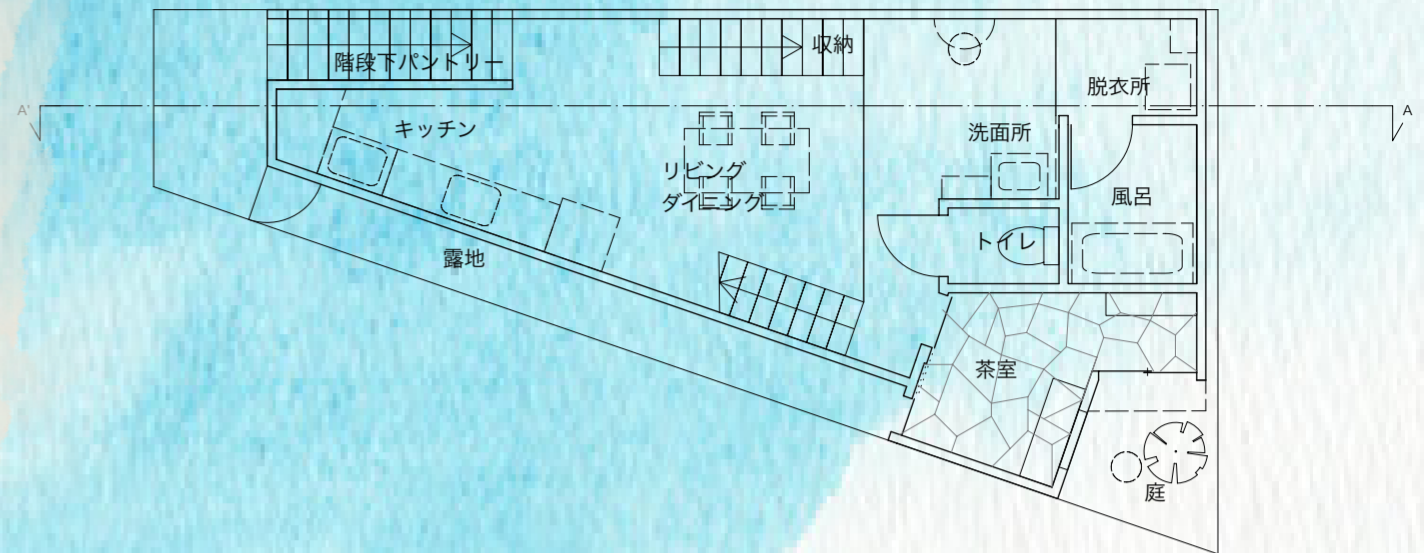 収納
階段下パントリー
脱衣所
A'
A
キッチン
洗面所
リビング
ダイニング
風呂
トイレ
露地
茶室
庭